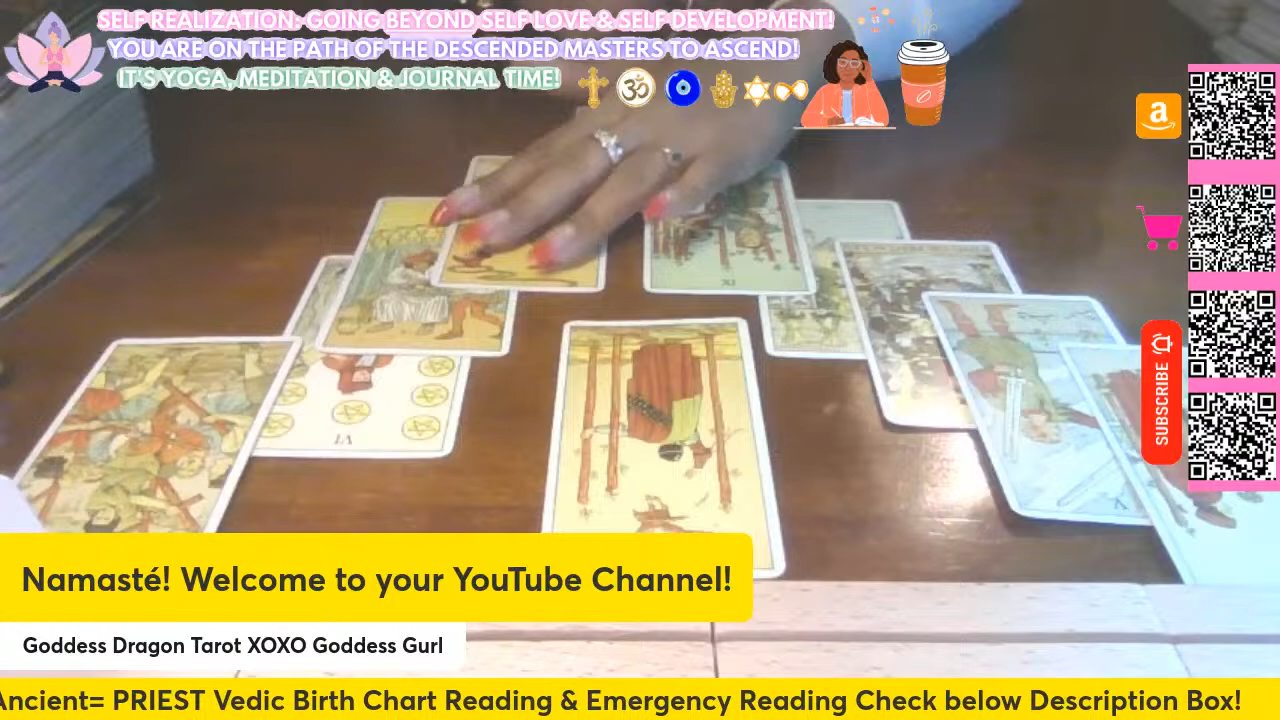 SELF REALIZATION: GOING BEYOND SELF LOVE & SELF DEVELOPMENT!
YOU ARE ON THE PATH OF THE DESCENDED MASTERS TO ASCEND!
IT'S YOGA, MEDITATION & JOURNAL TIME!
ॐ
a
SUBSCRIBE
XI
VI
Namasté! Welcome to your YouTube Channel!
Goddess Dragon Tarot XOXO Goddess Gurl
Ancient= PRIEST Vedic Birth Chart Reading & Emergency Reading Check below Description Box!